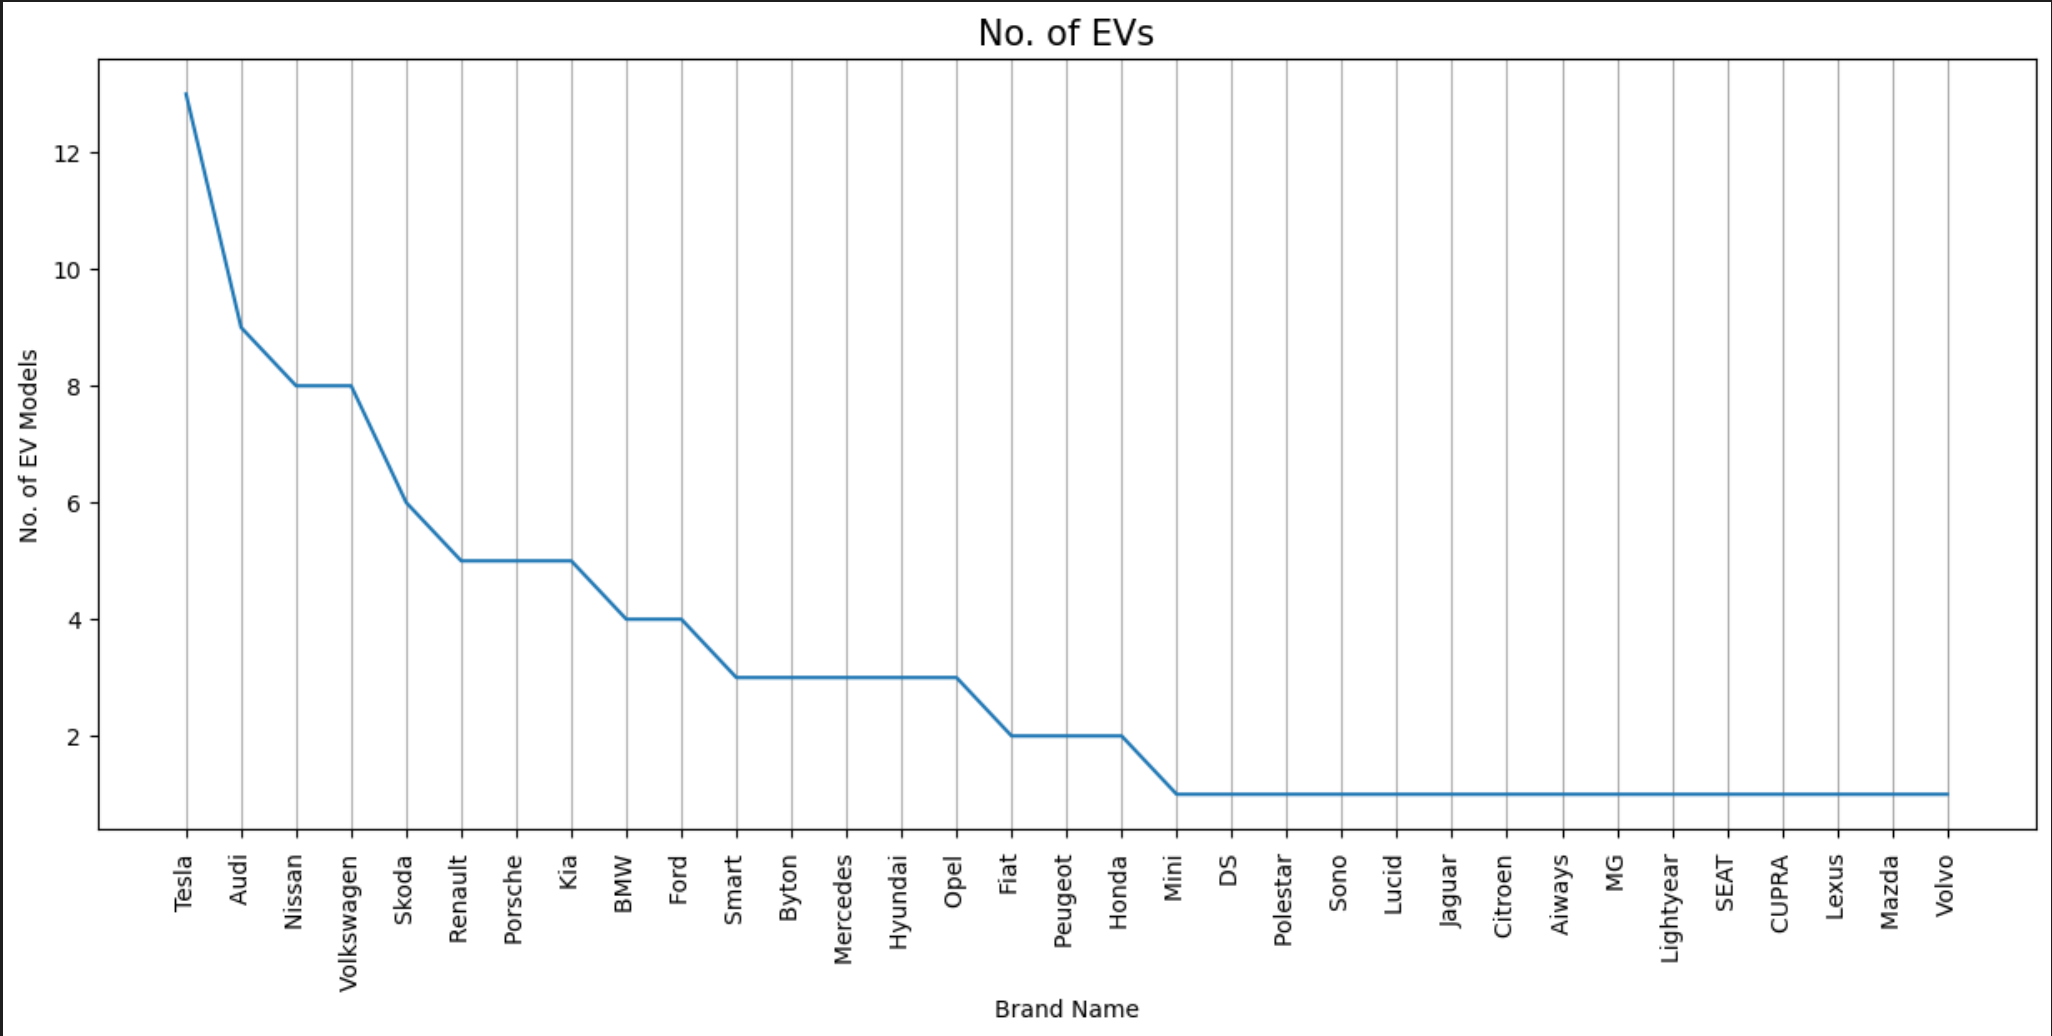 No. of EVs
No. of EV Models
12
10
8
6
4
2
Tesla
Audi
Nissan
Volkswagen
Skoda
Renault
Porsche
Kia
BMW
Ford
Smart
Byton
Mercedes
Hyundai
Opel
Fiat
Peugeot
Honda
Mini
DS
Polestar
Sono
Lucid
Jaguar
Citroen
Aiways
MG
Lightyear
SEAT
CUPRA
Lexus
Mazda
Volvo
Brand Name